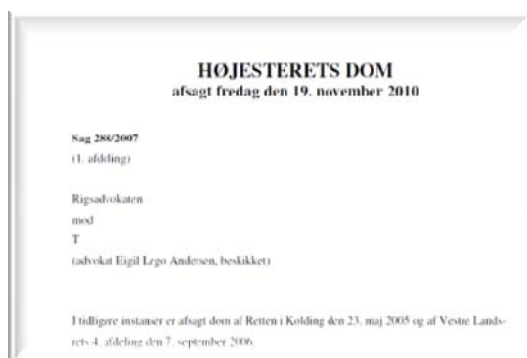 HØJESTERETS DOM
afsagt fredag den 19. november 2010
Sag 288/2007
(1. afdeling)
Rigsadvokaten
mod
T
(advokat Eigil Lego Andersen, beskikket)
I tidligere instanser er afsagt dom af Retten i Kolding den 23. maj 2005 og af Vestre Lands-
rets 4. afdeling den 7. september 2006.